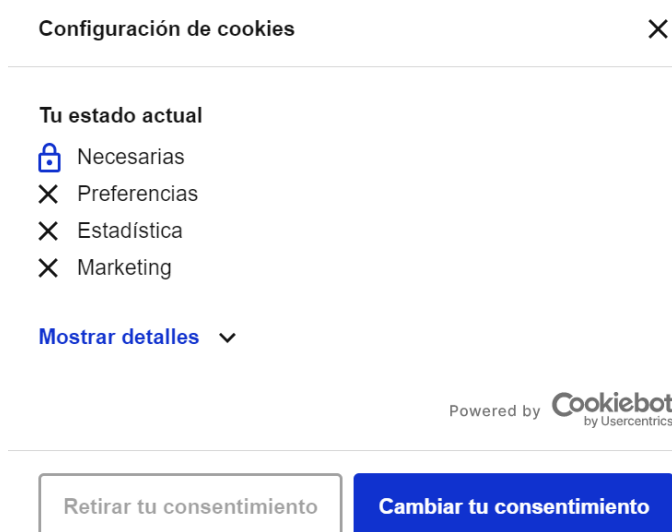 Configuración de cookies
Tu estado actual
Necesarias
Preferencias
Estadística
Marketing
Mostrar detalles
Powered by Cookiebot
by Usercentrics
Retirar tu consentimiento
Cambiar tu consentimiento